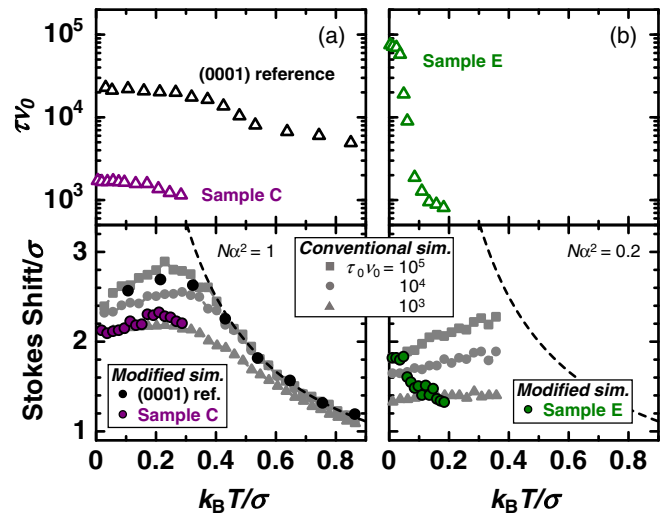 (a)
(b)
10⁵
10⁴
10³
τν₀
(0001) reference
Sample C
Sample E
3
2
1
Stokes Shift/σ
Nα² = 1
Nα² = 0.2
Conventional sim.
τ₀ν₀ = 10⁵
10⁴
10³
Modified sim.
(0001) ref.
Sample C
Modified sim.
Sample E
0 0.2 0.4 0.6 0.8 0 0.2 0.4 0.6 0.8
k_B T/σ k_B T/σ